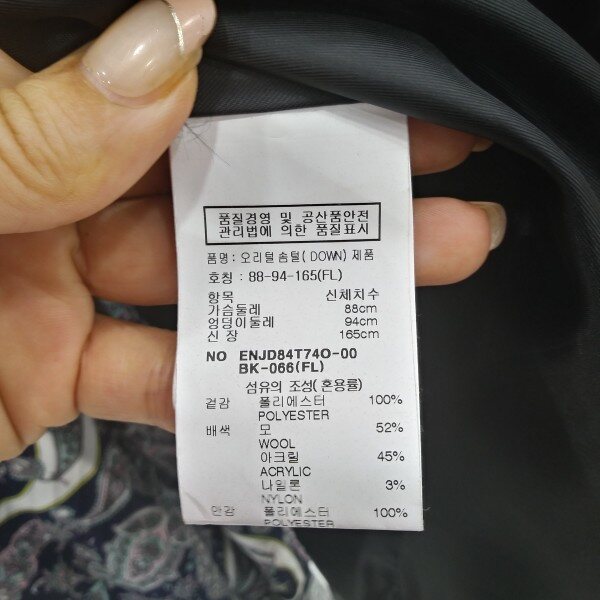 품질경영 및 공산품안전
관리법에 의한 품질표시
품명 : 오리털솜털( DOWN) 제품
호칭 : 88-94-165(FL)
항목 신체치수
가슴둘레 88cm
엉덩이둘레 94cm
신 장 165cm
NO ENJD84T74O-00
BK-066(FL)
섬유의 조성( 혼용률)
겉감 폴리에스터 100%
POLYESTER
배색 모 52%
WOOL
아크릴 45%
ACRYLIC
나일론 3%
NYLON
안감 폴리에스터 100%
POLYESTER